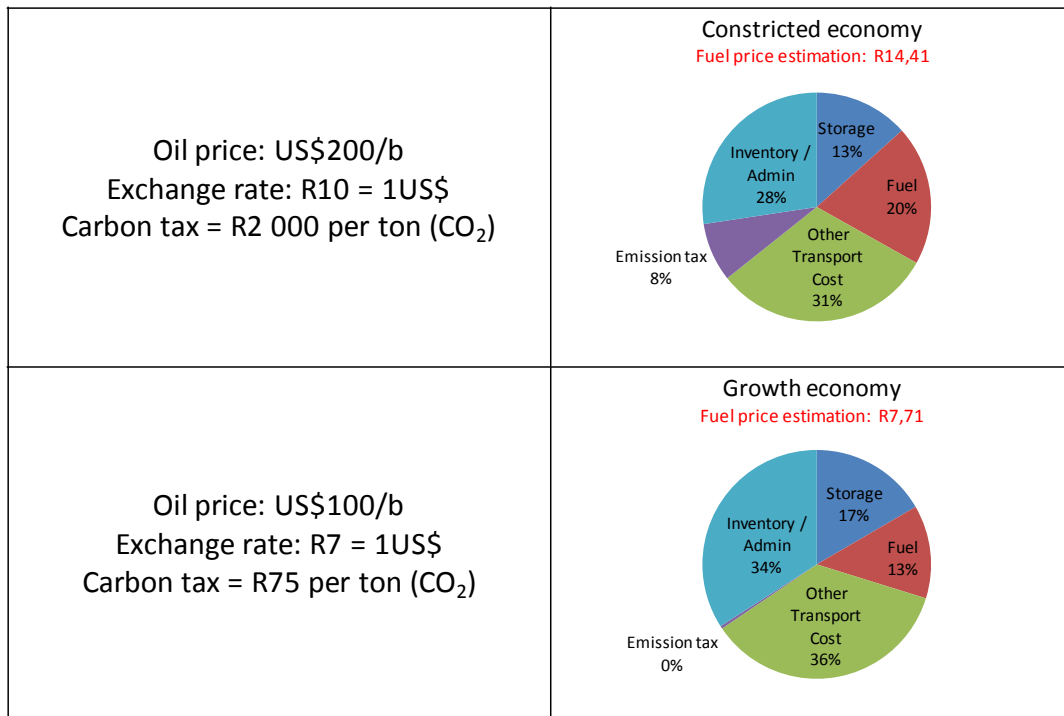 Oil price: US$200/b
Exchange rate: R10 = 1US$
Carbon tax = R2 000 per ton (CO₂)
Constricted economy
Fuel price estimation: R14,41
Storage
13%
Fuel
20%
Other
Transport
Cost
31%
Emission tax
8%
Inventory /
Admin
28%
Oil price: US$100/b
Exchange rate: R7 = 1US$
Carbon tax = R75 per ton (CO₂)
Growth economy
Fuel price estimation: R7,71
Storage
17%
Fuel
13%
Other
Transport
Cost
36%
Emission tax
0%
Inventory /
Admin
34%